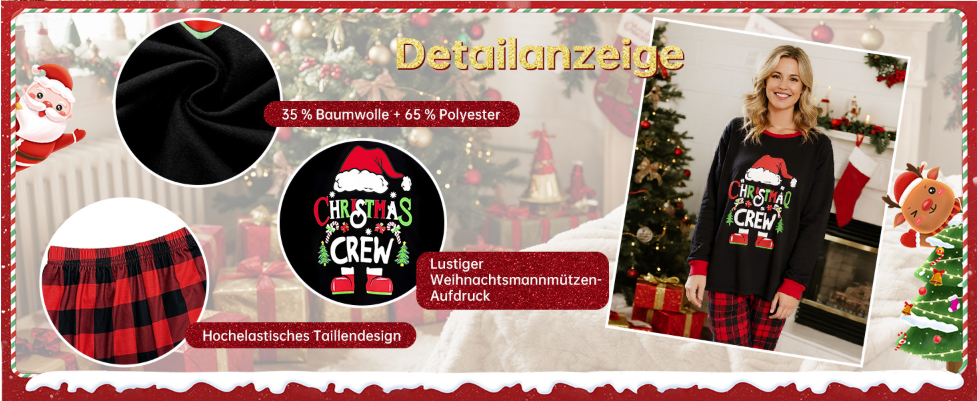 Detailanzeige
35 % Baumwolle + 65 % Polyester
CHRISTMAS
CREW
Lustiger
Weihnachtsmannmützen-
Aufdruck
Hochelastisches Taillendesign
CHRISTMAS
CREW